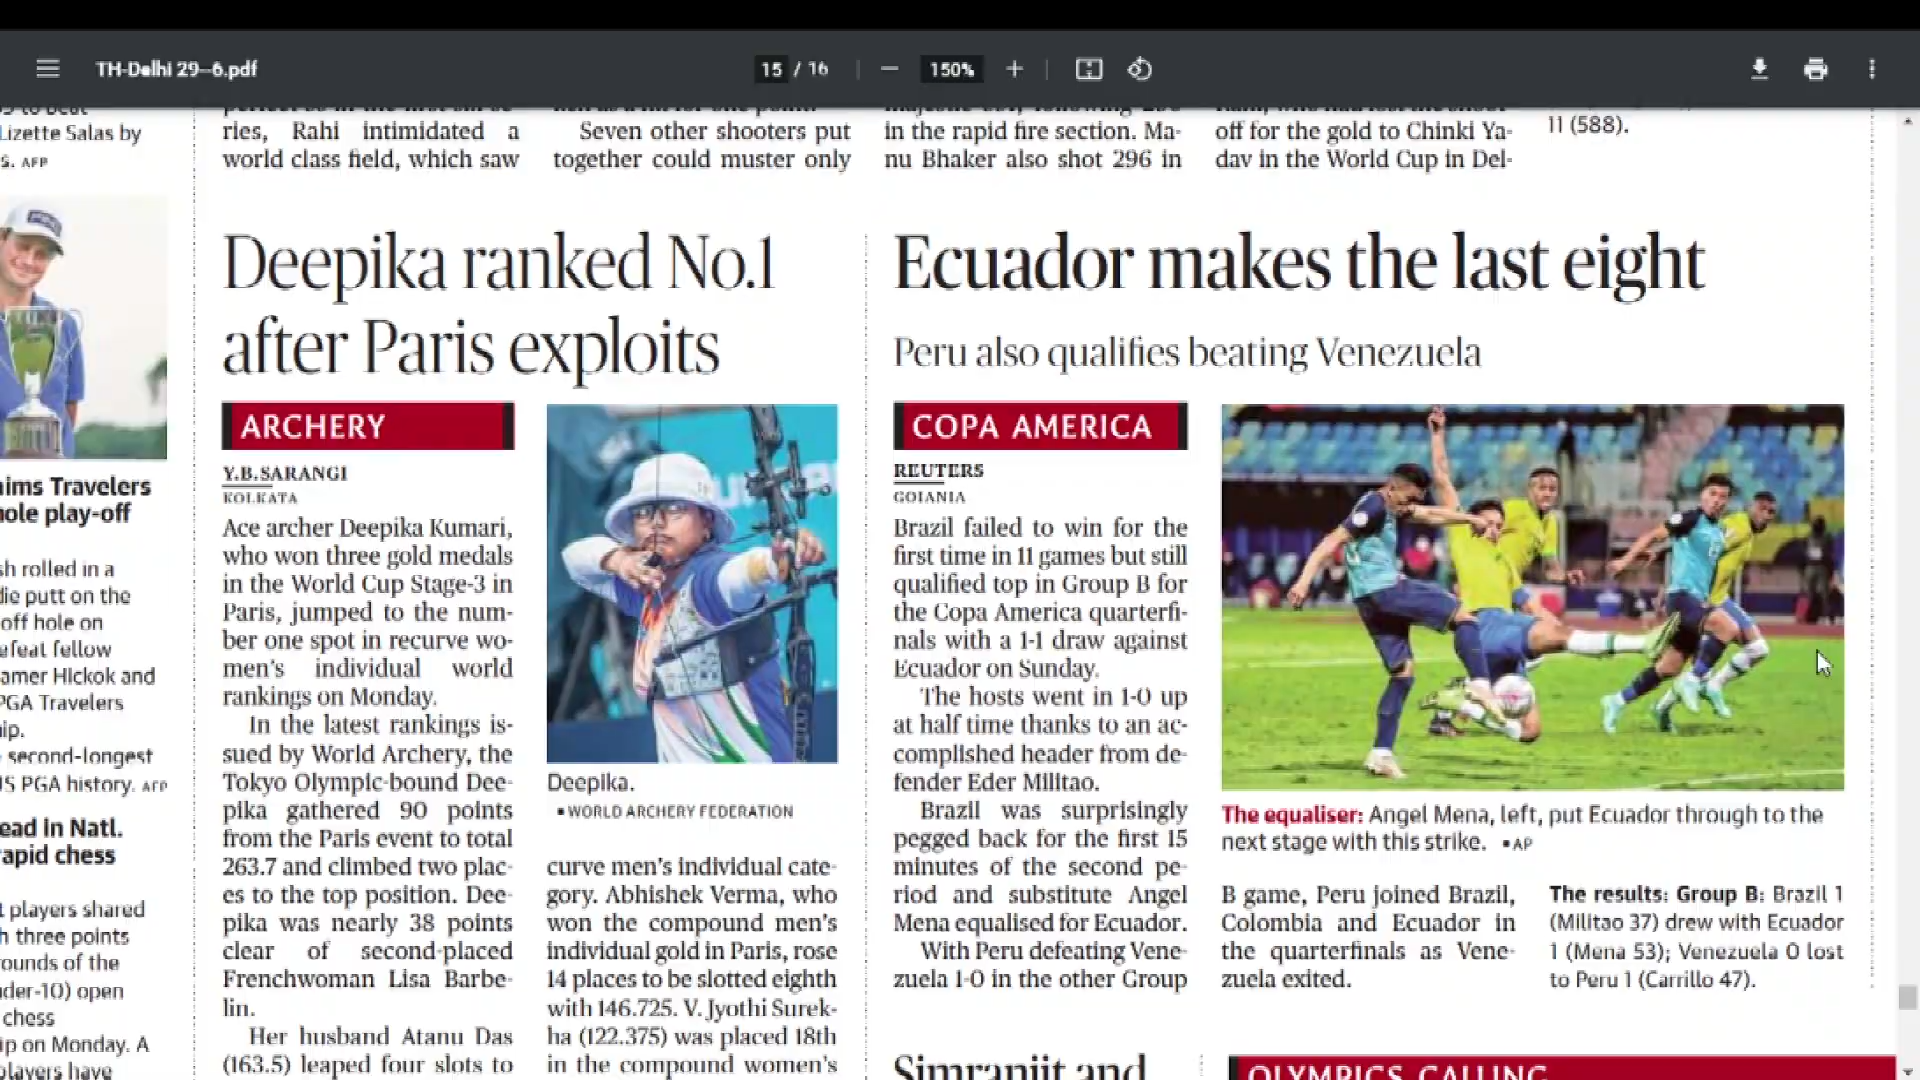 TH-Delhi 29--6.pdf
15 / 16
150%
Lizette Salas by
s. AFP
aims Travelers
hole play-off
sh rolled in a
die putt on the
off hole on
efeat fellow
amer Hickok and
PGA Travelers
ip.
second-longest
US PGA history. AFP
ead in Natl.
rapid chess
t players shared
h three points
ounds of the
der-10) open
chess
ip on Monday. A
players have
ries, Rahi intimidated a
world class field, which saw
Seven other shooters put
together could muster only
in the rapid fire section. Ma-
nu Bhaker also shot 296 in
off for the gold to Chinki Ya-
dav in the World Cup in Del-
11 (588).
Deepika ranked No.1
after Paris exploits
ARCHERY
Y.B.SARANGI
KOLKATA
Ace archer Deepika Kumari,
who won three gold medals
in the World Cup Stage-3 in
Paris, jumped to the num-
ber one spot in recurve wo-
men's individual world
rankings on Monday.
In the latest rankings is-
sued by World Archery, the
Tokyo Olympic-bound Dee-
pika gathered 90 points
from the Paris event to total
263.7 and climbed two plac-
es to the top position. Dee-
pika was nearly 38 points
clear of second-placed
Frenchwoman Lisa Barbe-
lin.
Her husband Atanu Das
(163.5) leaped four slots to
Deepika.
▪ WORLD ARCHERY FEDERATION
curve men's individual cate-
gory. Abhishek Verma, who
won the compound men's
individual gold in Paris, rose
14 places to be slotted eighth
with 146.725. V. Jyothi Surek-
ha (122.375) was placed 18th
in the compound women's
Ecuador makes the last eight
Peru also qualifies beating Venezuela
COPA AMERICA
REUTERS
GOIANIA
Brazil failed to win for the
first time in 11 games but still
qualified top in Group B for
the Copa America quarterfi-
nals with a 1-1 draw against
Ecuador on Sunday.
The hosts went in 1-0 up
at half time thanks to an ac-
complished header from de-
fender Eder Militao.
Brazil was surprisingly
pegged back for the first 15
minutes of the second pe-
riod and substitute Angel
Mena equalised for Ecuador.
With Peru defeating Vene-
zuela 1-0 in the other Group
The equaliser: Angel Mena, left, put Ecuador through to the
next stage with this strike. ▪ AP
B game, Peru joined Brazil,
Colombia and Ecuador in
the quarterfinals as Vene-
zuela exited.
The results: Group B: Brazil 1
(Militao 37) drew with Ecuador
1 (Mena 53); Venezuela 0 lost
to Peru 1 (Carrillo 47).
Simranjit and
OLYMPICS CALLING